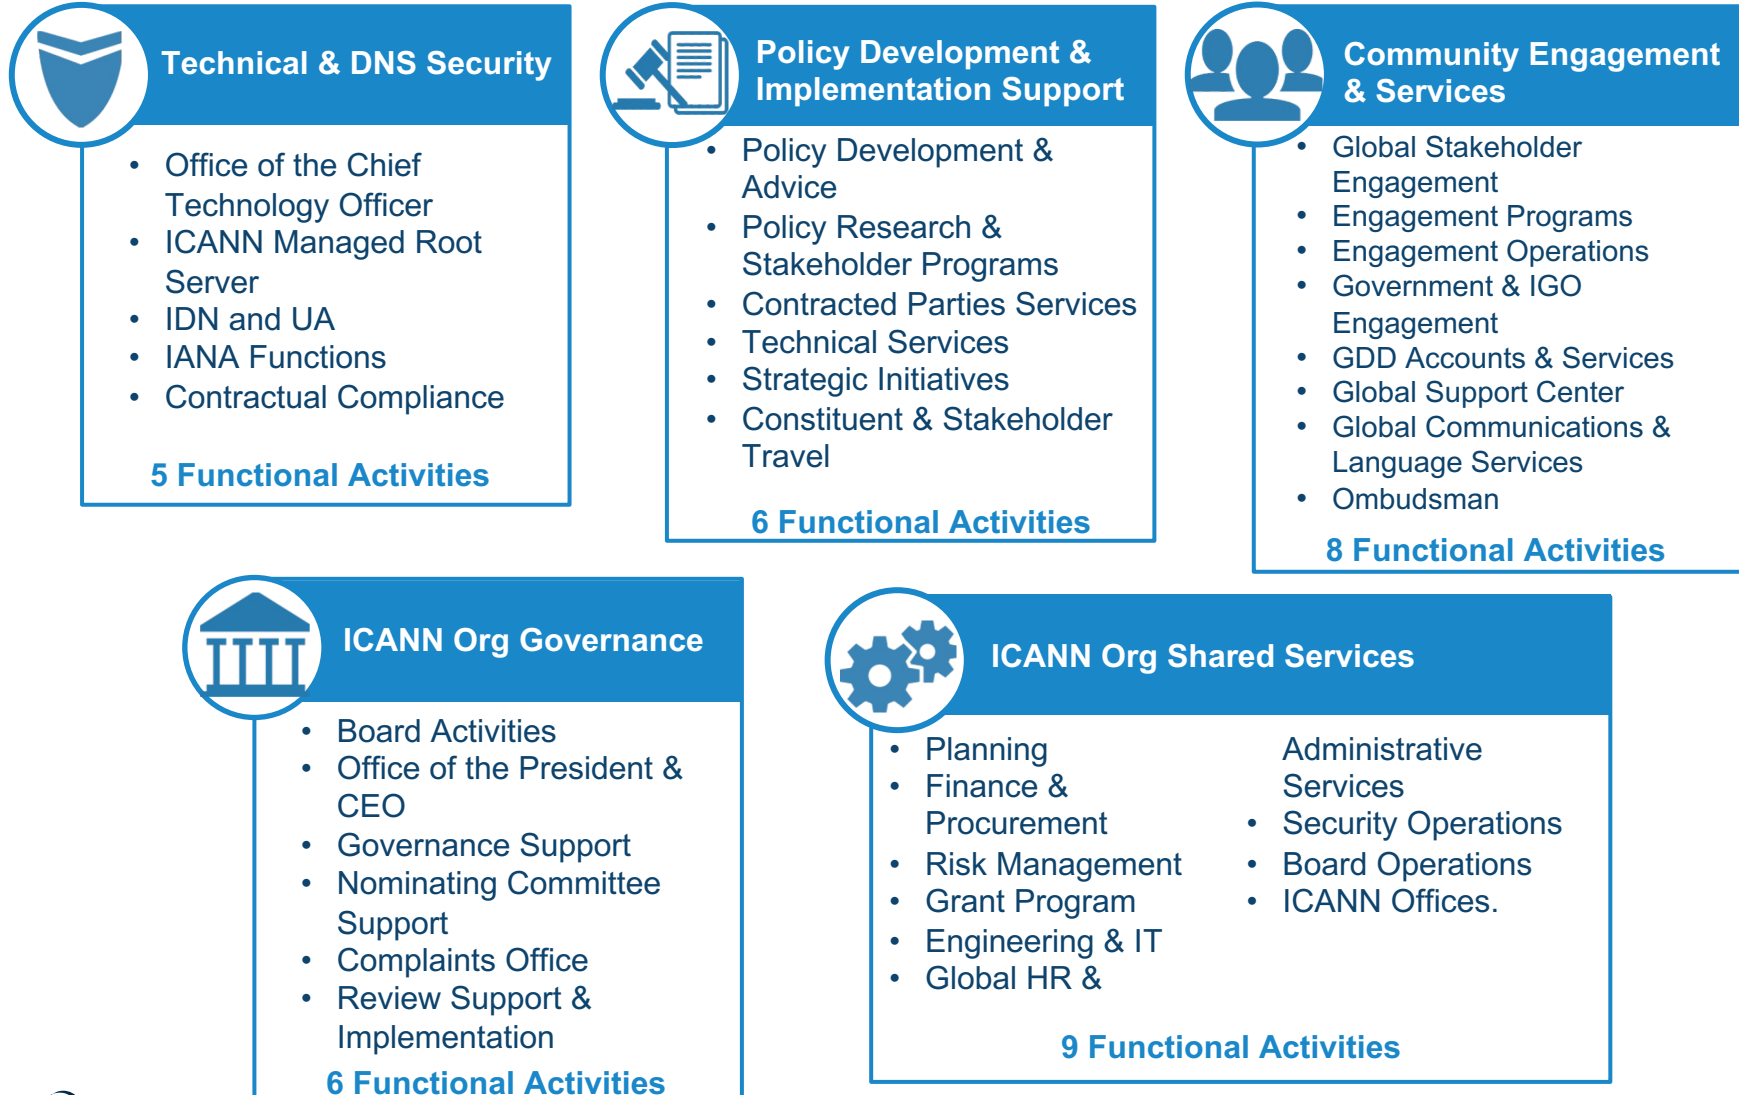 Technical & DNS Security
• Office of the Chief
Technology Officer
• ICANN Managed Root
Server
• IDN and UA
• IANA Functions
• Contractual Compliance
5 Functional Activities
Policy Development &
Implementation Support
• Policy Development &
Advice
• Policy Research &
Stakeholder Programs
• Contracted Parties Services
• Technical Services
• Strategic Initiatives
• Constituent & Stakeholder
Travel
6 Functional Activities
Community Engagement
& Services
• Global Stakeholder
Engagement
• Engagement Programs
• Engagement Operations
• Government & IGO
Engagement
• GDD Accounts & Services
• Global Support Center
• Global Communications &
Language Services
• Ombudsman
8 Functional Activities
ICANN Org Governance
• Board Activities
• Office of the President &
CEO
• Governance Support
• Nominating Committee
Support
• Complaints Office
• Review Support &
Implementation
6 Functional Activities
ICANN Org Shared Services
• Planning
• Finance &
Procurement
• Risk Management
• Grant Program
• Engineering & IT
• Global HR &
Administrative
Services
• Security Operations
• Board Operations
• ICANN Offices.
9 Functional Activities